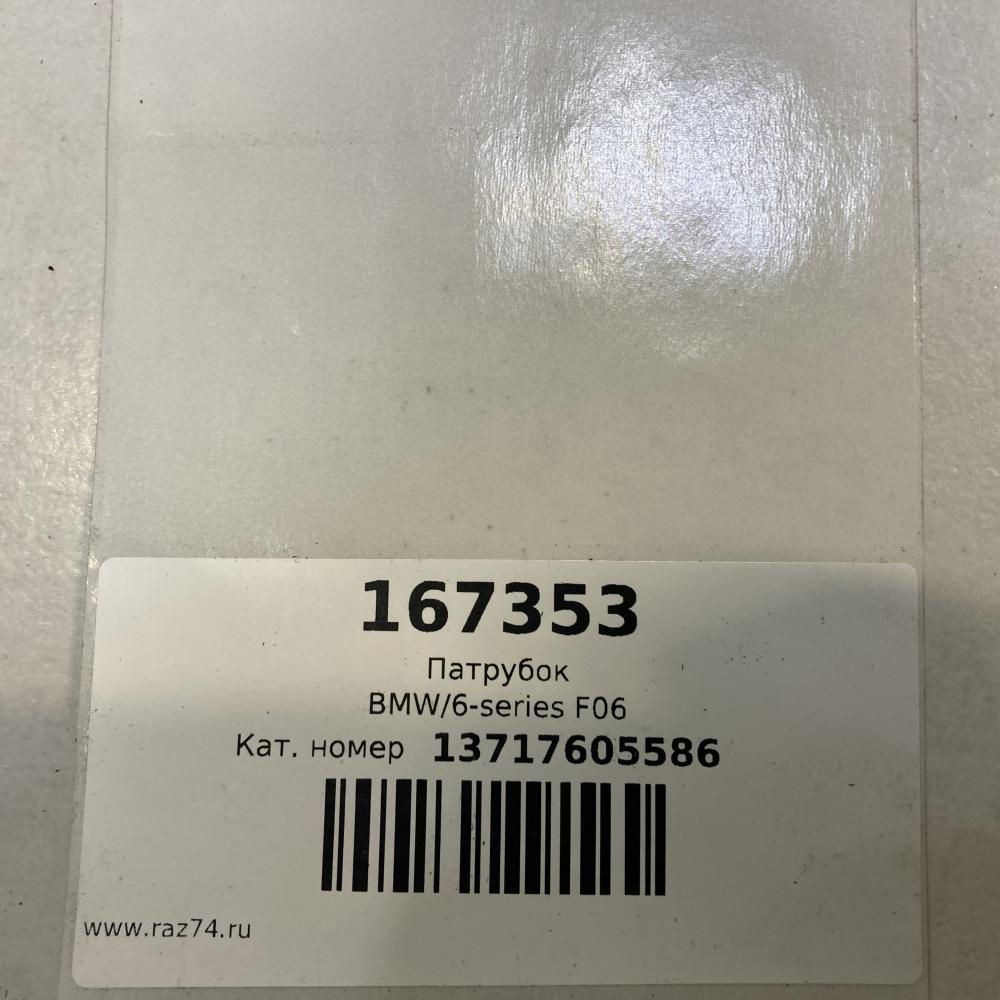 167353
Патрубок
BMW/6-series F06
Кат. номер 13717605586
www.raz74.ru